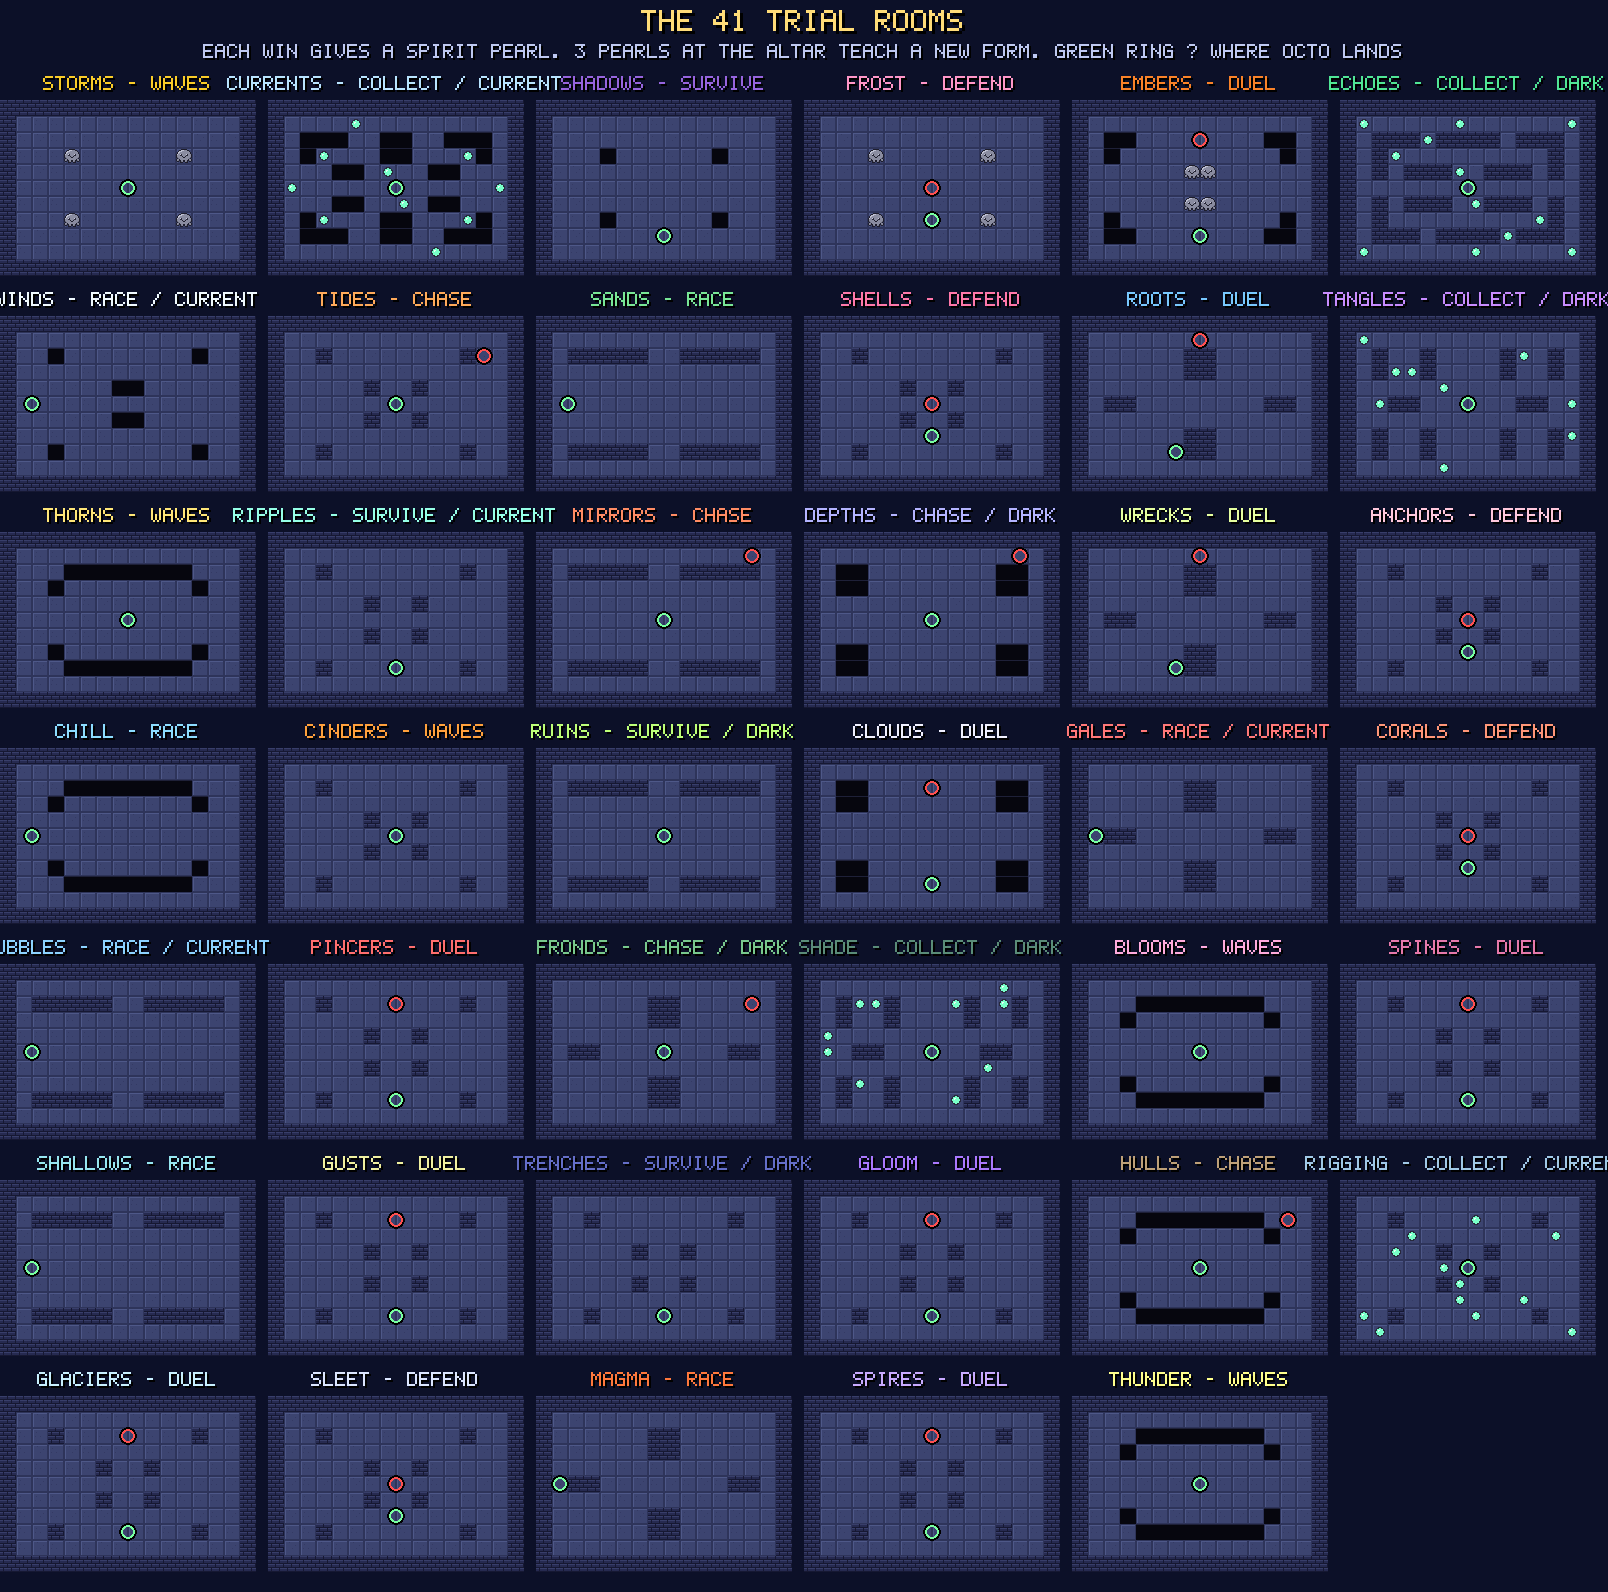 THE 41 TRIAL ROOMS
EACH WIN GIVES A SPIRIT PEARL. 3 PEARLS AT THE ALTAR TEACH A NEW FORM. GREEN RING ? WHERE OCTO LANDS
STORMS - WAVES
CURRENTS - COLLECT / CURRENT
SHADOWS - SURVIVE
FROST - DEFEND
EMBERS - DUEL
ECHOES - COLLECT / DARK
WINDS - RACE / CURRENT
TIDES - CHASE
SANDS - RACE
SHELLS - DEFEND
ROOTS - DUEL
TANGLES - COLLECT / DARK
THORNS - WAVES
RIPPLES - SURVIVE / CURRENT
MIRRORS - CHASE
DEPTHS - CHASE / DARK
WRECKS - DUEL
ANCHORS - DEFEND
CHILL - RACE
CINDERS - WAVES
RUINS - SURVIVE / DARK
CLOUDS - DUEL
GALES - RACE / CURRENT
CORALS - DEFEND
UBBLES - RACE / CURRENT
PINCERS - DUEL
FRONDS - CHASE / DARK
SHADE - COLLECT / DARK
BLOOMS - WAVES
SPINES - DUEL
SHALLOWS - RACE
GUSTS - DUEL
TRENCHES - SURVIVE / DARK
GLOOM - DUEL
HULLS - CHASE
RIGGING - COLLECT / CURREN
GLACIERS - DUEL
SLEET - DEFEND
MAGMA - RACE
SPIRES - DUEL
THUNDER - WAVES